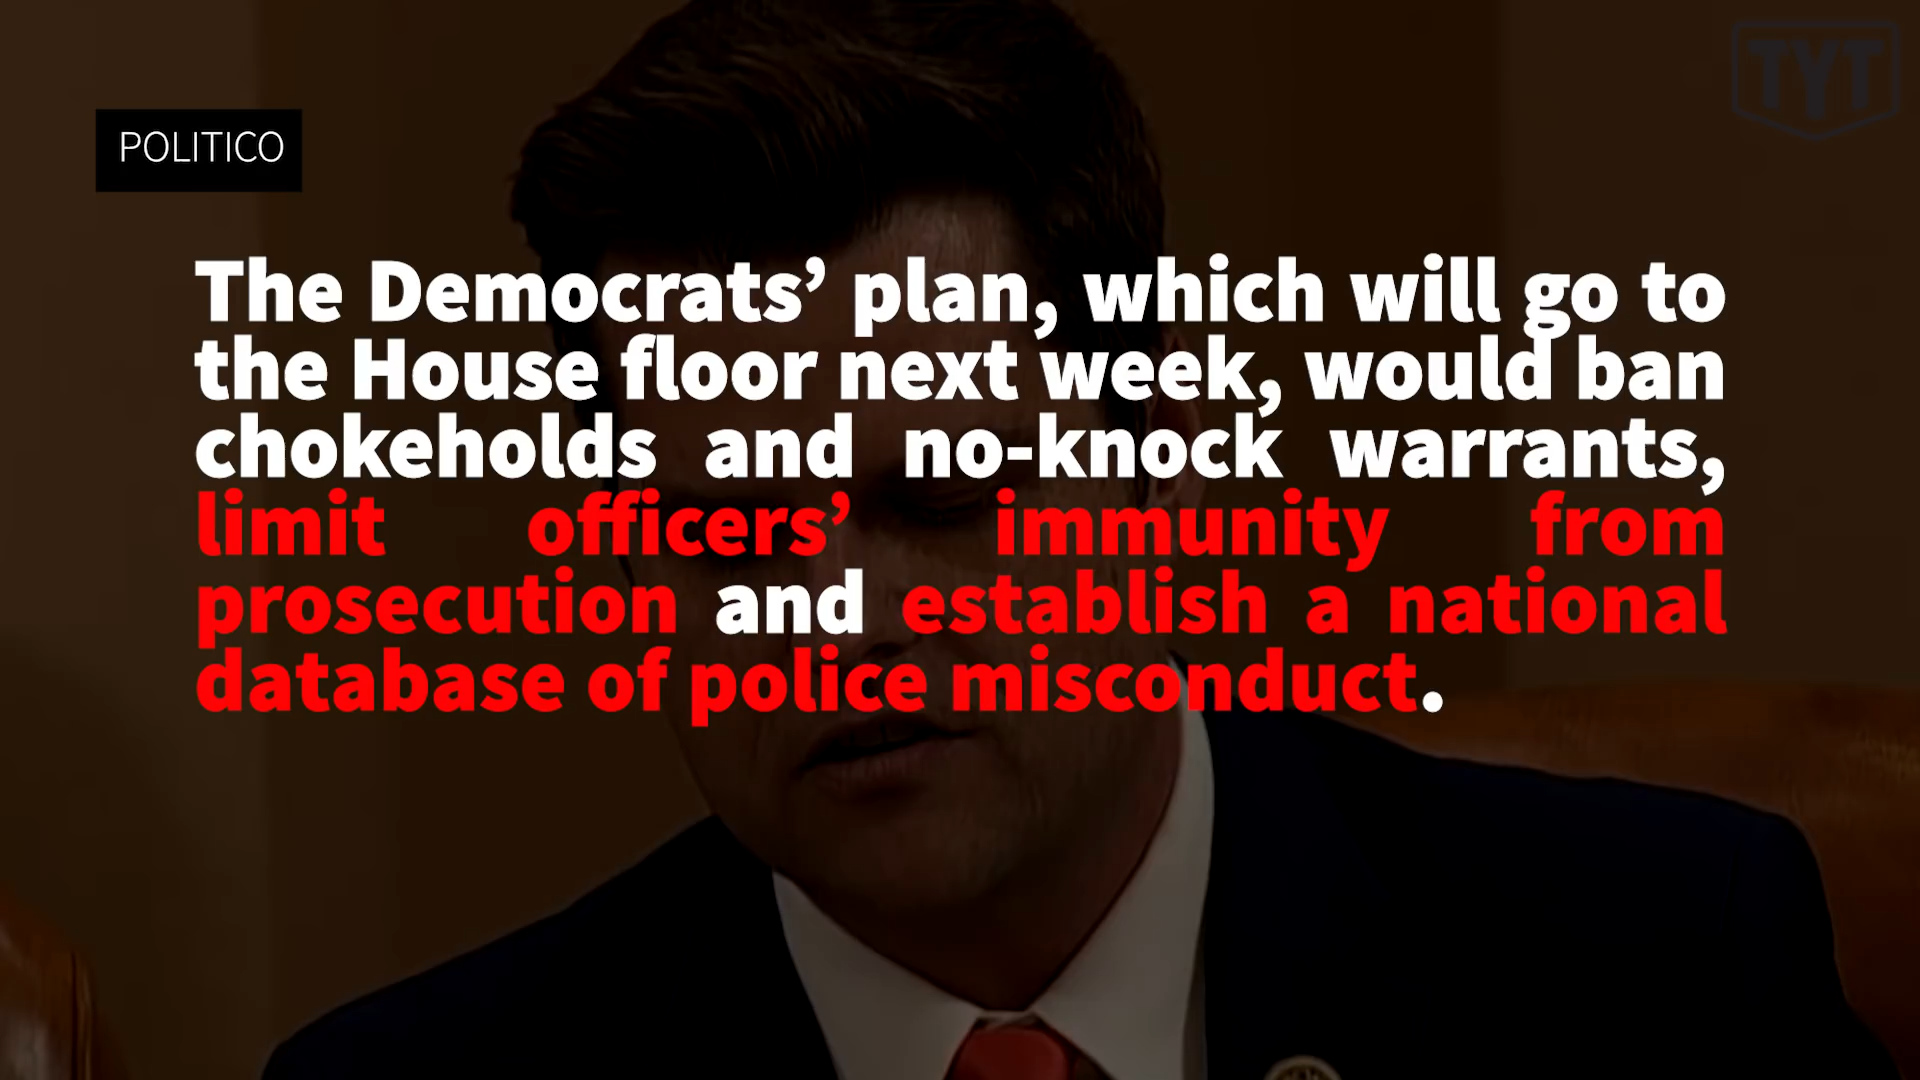 TYT
POLITICO
The Democrats’ plan, which will go to
the House floor next week, would ban
chokeholds and no-knock warrants,
limit officers’ immunity from
prosecution and establish a national
database of police misconduct.